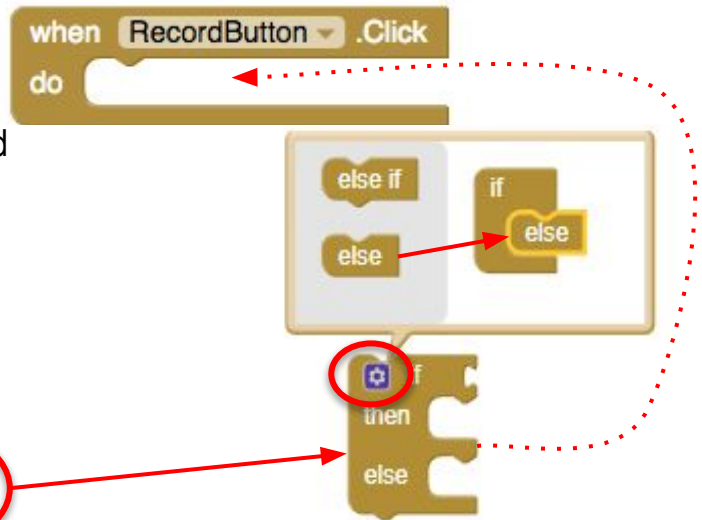 when RecordButton .Click
do
d
else if
if
else
else
if
then
else